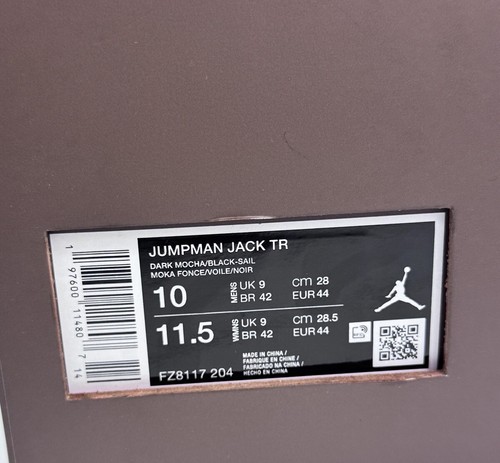 JUMPMAN JACK TR
DARK MOCHA/BLACK-SAIL
MOKA FONCE/VOILE/NOIR
10 MENS UK 9 CM 28
BR 42 EUR 44
11.5 WMNS UK 9 CM 28.5
BR 42 EUR 44
FZ8117 204
MADE IN CHINA /
FABRIQUE EN CHINE /
FABRICADO NA CHINA /
HECHO EN CHINA
1 97600 11480 7 14